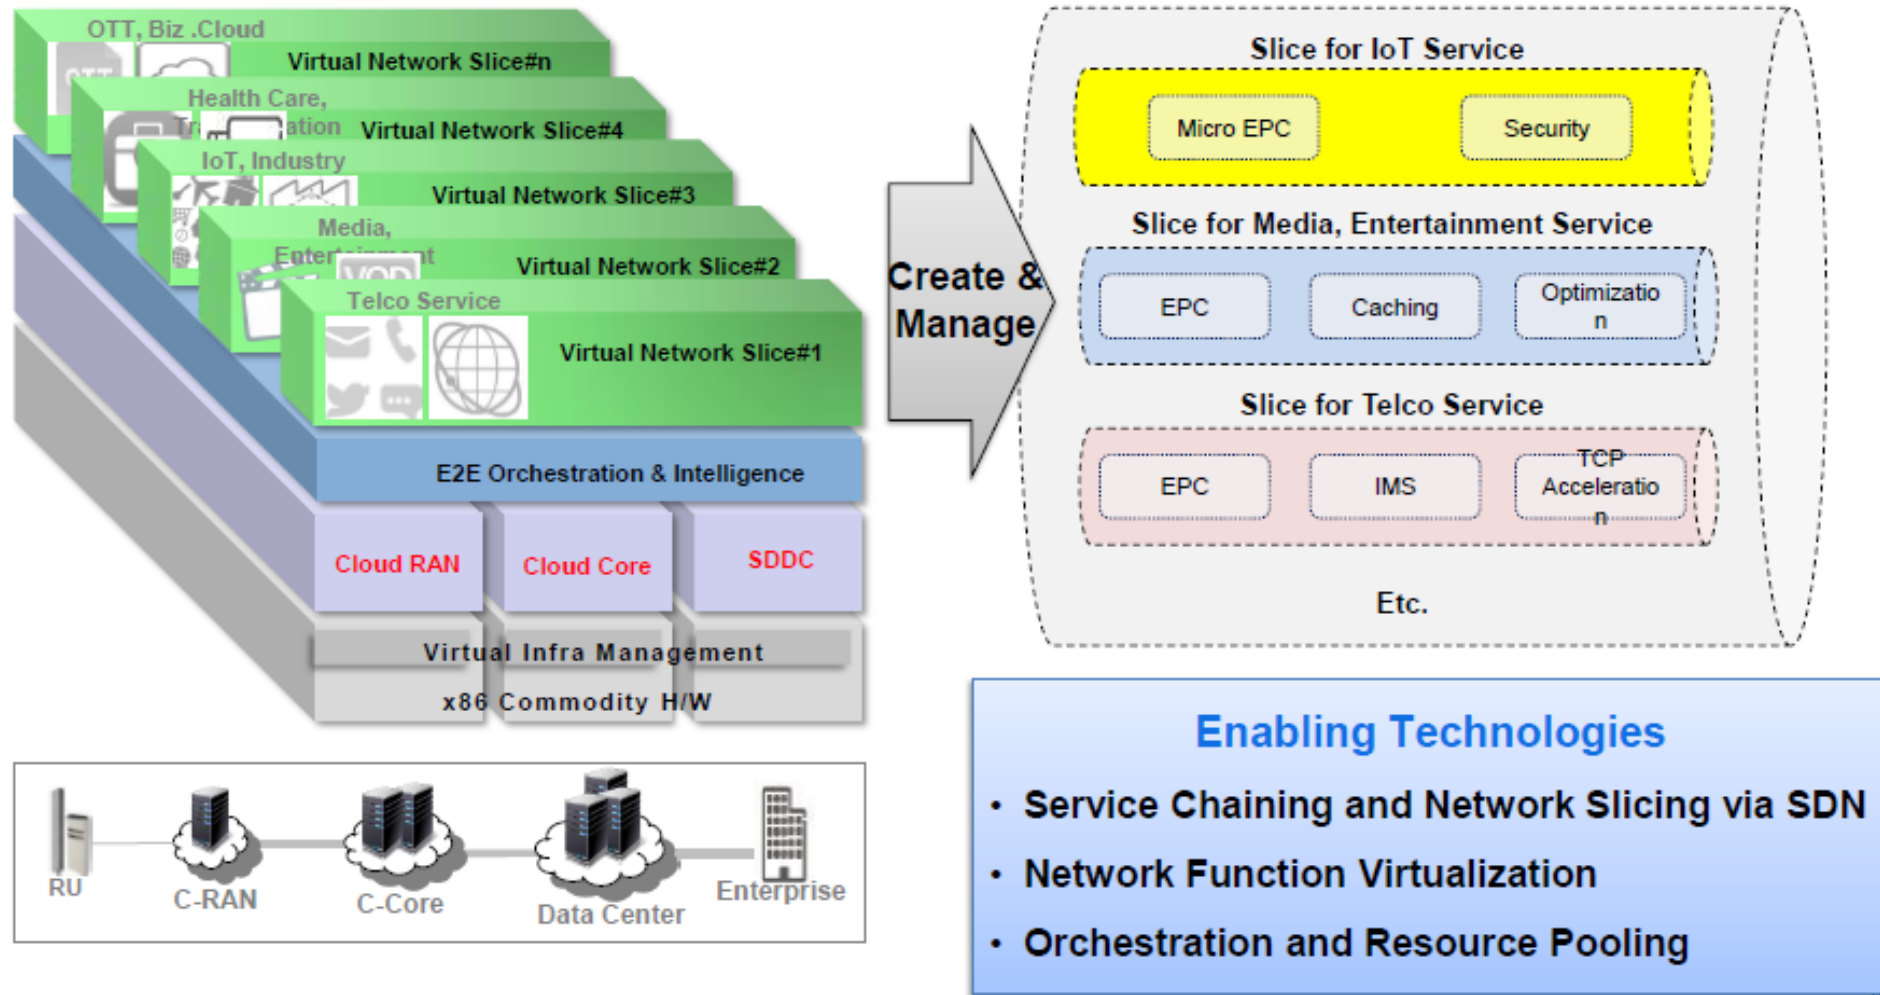 OTT, Biz .Cloud
OTT
Virtual Network Slice#n
Health Care,
Virtual Network Slice#4
IoT, Industry
Virtual Network Slice#3
Media,
Entertainment
VOD
Virtual Network Slice#2
Telco Service
Virtual Network Slice#1
E2E Orchestration & Intelligence
Cloud RAN
Cloud Core
SDDC
Virtual Infra Management
x86 Commodity H/W
RU
C-RAN
C-Core
Data Center
Enterprise
Create &
Manage
Slice for IoT Service
Micro EPC
Security
Slice for Media, Entertainment Service
EPC
Caching
Optimizatio
n
Slice for Telco Service
EPC
IMS
TCP
Acceleratio
n
Etc.
Enabling Technologies
• Service Chaining and Network Slicing via SDN
• Network Function Virtualization
• Orchestration and Resource Pooling